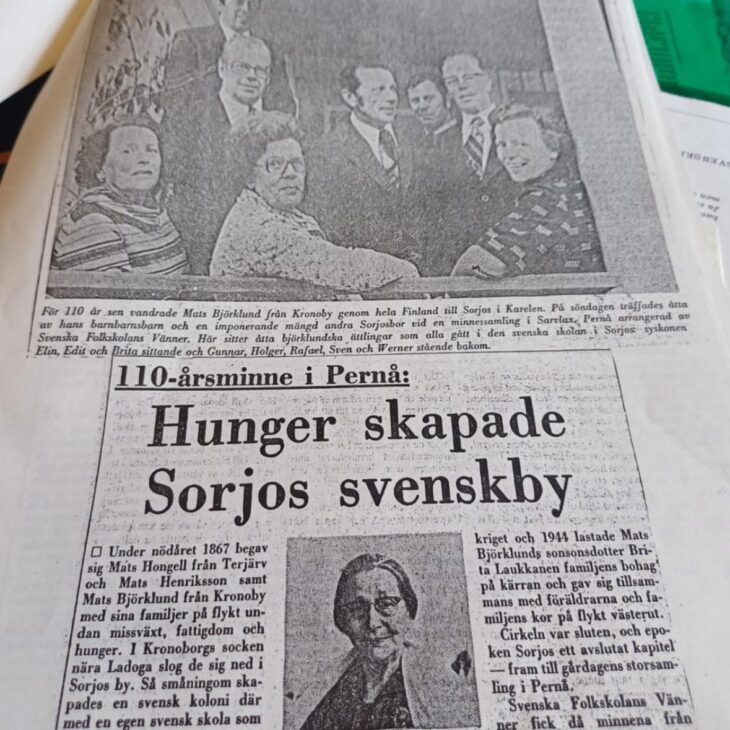 För 110 år sen vandrade Mats Björklund från Kronoby genom hela Finland till Sorjos i Karelen. På söndagen träffades åtta
av hans barnbarnsbarn och en imponerande mängd andra Sorjosbor vid en minnessamling i Sarvlax, Pernå arrangerad av
Svenska Folkskolans Vänner. Här sitter åtta björklundska ättlingar som alla gått i den svenska skolan i Sorjos: syskonen
Elin, Edit och Brita sittande och Gunnar, Holger, Rafael, Sven och Werner stående bakom.
110-årsminne i Pernå:
Hunger skapade
Sorjos svenskby
□ Under nödåret 1867 begav
sig Mats Hongell från Terjärv
och Mats Henriksson samt
Mats Björklund från Kronoby
med sina familjer på flykt un-
dan missväxt, fattigdom och
hunger. I Kronoborgs socken
nära Ladoga slog de sig ned i
Sorjos by. Så småningom ska-
pades en svensk koloni där
med en egen svensk skola som
kriget och 1944 lastade Mats
Björklunds sonsonsdotter Bri-
ta Laukkanen familjens bohag
på kärran och gav sig tillsam-
mans med föräldrarna och fa-
miljens kor på flykt västerut.
Cirkeln var sluten, och epo-
ken Sorjos ett avslutat kapitel
— fram till gårdagens storsam-
ling i Pernå.
Svenska Folkskolans Vän-
ner fick då minnena från